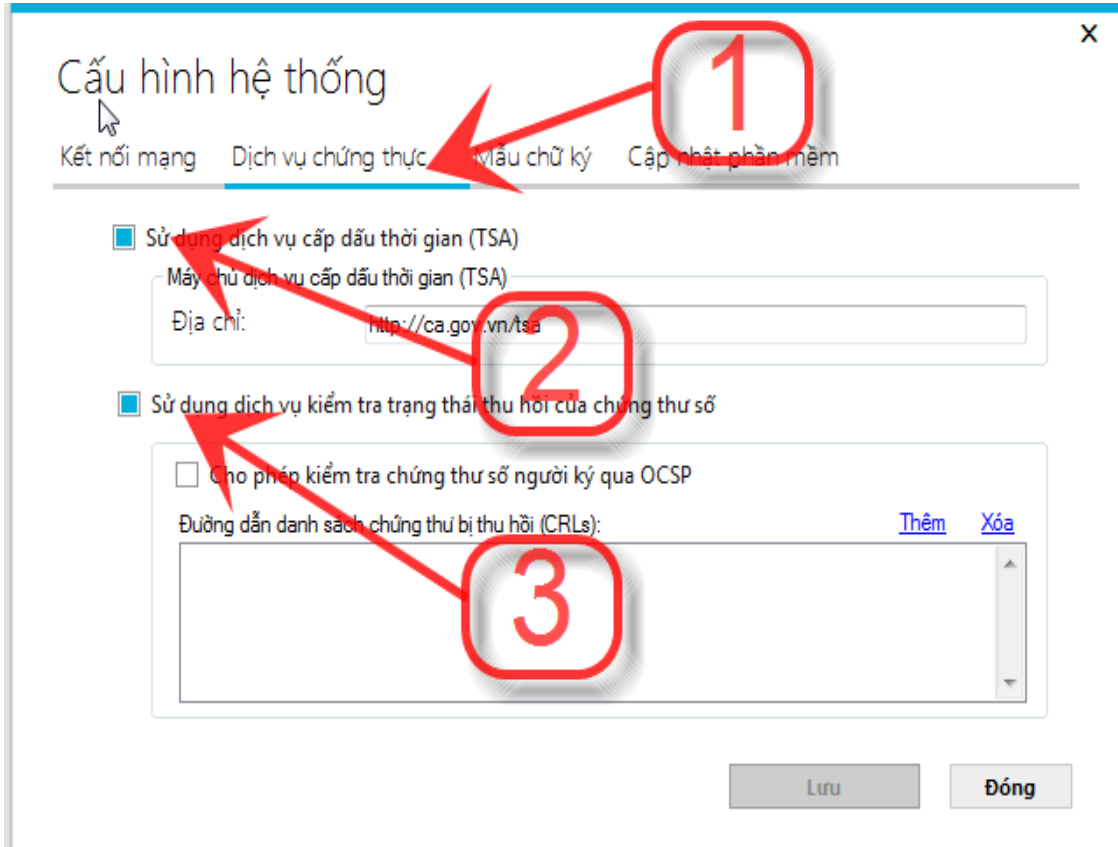 x
Cấu hình hệ thống
1
Kết nối mạng Dịch vụ chứng thực Mẫu chữ ký Cập nhật phần mềm
Sử dụng dịch vụ cấp dấu thời gian (TSA)
Máy chủ dịch vụ cấp dấu thời gian (TSA)
Địa chỉ: http://ca.gov.vn/tsa
2
Sử dụng dịch vụ kiểm tra trạng thái thu hồi của chứng thư số
Cho phép kiểm tra chứng thư số người ký qua OCSP
Đường dẫn danh sách chứng thư bị thu hồi (CRLs): Thêm Xóa
3
Lưu Đóng